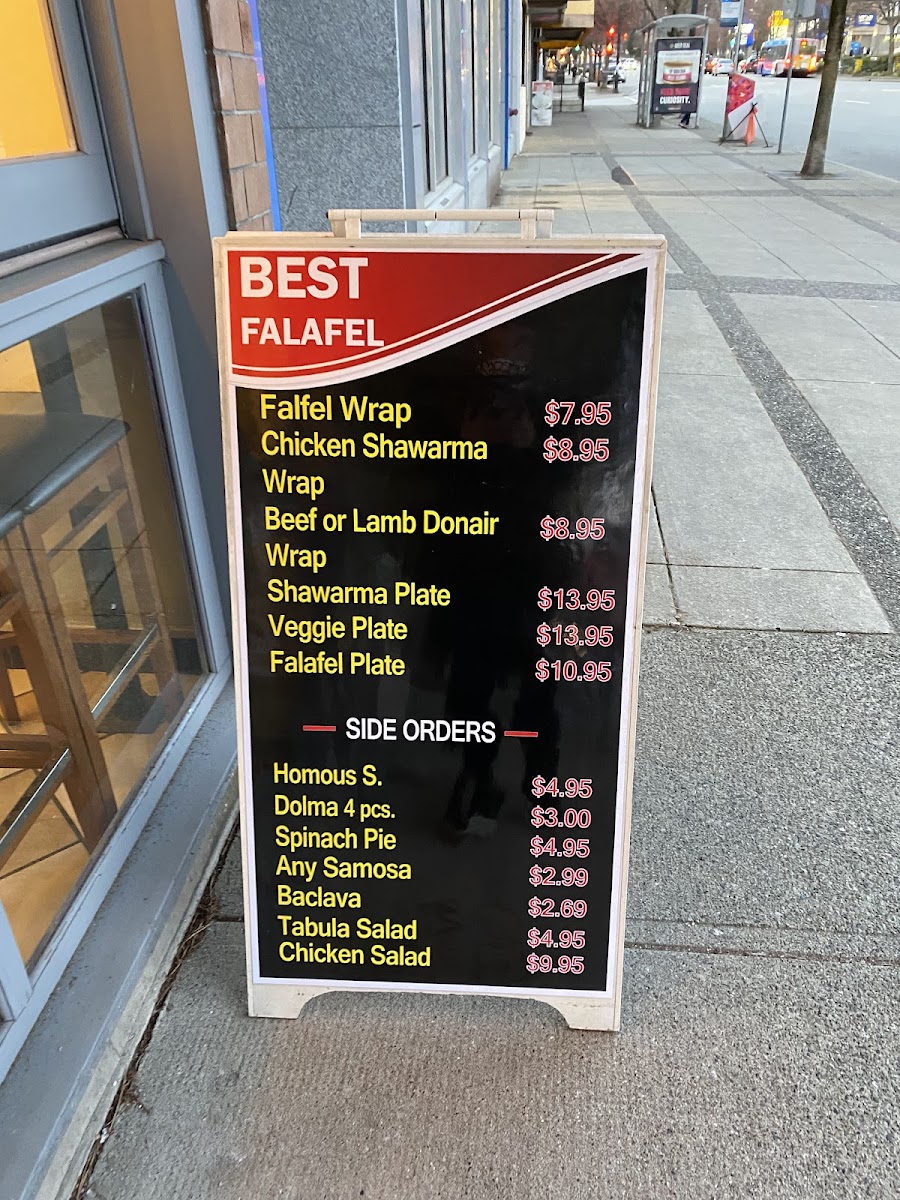 BEST
FALAFEL
Falfel Wrap $7.95
Chicken Shawarma $8.95
Wrap
Beef or Lamb Donair $8.95
Wrap
Shawarma Plate $13.95
Veggie Plate $13.95
Falafel Plate $10.95
SIDE ORDERS
Homous S. $4.95
Dolma 4 pcs. $3.00
Spinach Pie $4.95
Any Samosa $2.99
Baclava $2.69
Tabula Salad $4.95
Chicken Salad $9.95
CURIOSITY.